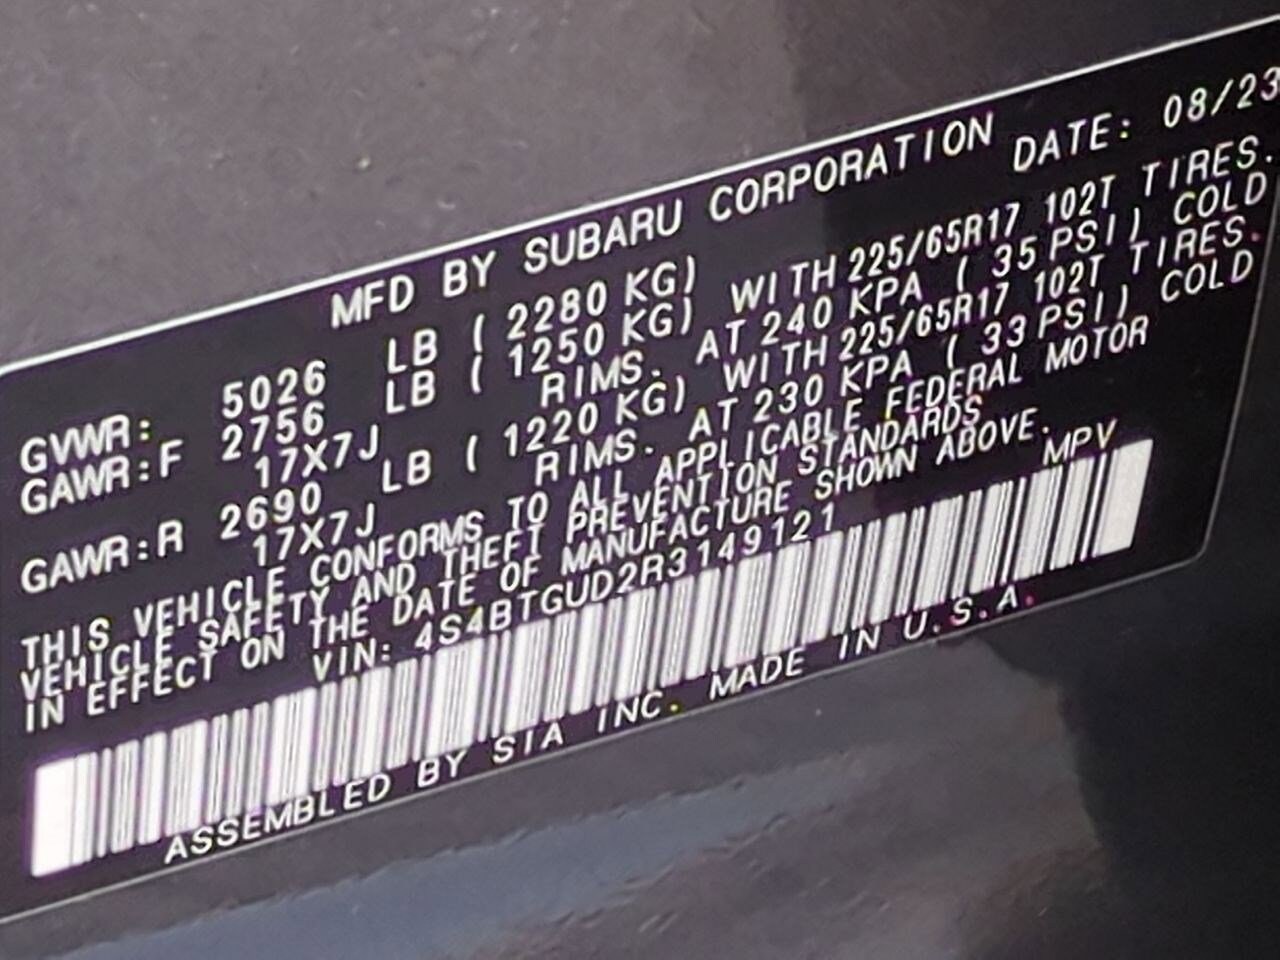 MFD BY SUBARU CORPORATION
DATE: 08/23
GVWR: 5026 LB ( 2280 KG)
GAWR:F 2756 LB ( 1250 KG) WITH 225/65R17 102T TIRES.
17X7J RIMS. AT 240 KPA ( 35 PSI) COLD
GAWR:R 2690 LB ( 1220 KG) WITH 225/65R17 102T TIRES.
17X7J RIMS. AT 230 KPA ( 33 PSI) COLD
THIS VEHICLE CONFORMS TO ALL APPLICABLE FEDERAL MOTOR
VEHICLE SAFETY AND THEFT PREVENTION STANDARDS
IN EFFECT ON THE DATE OF MANUFACTURE SHOWN ABOVE.
VIN: 4S4BTGUD2R3149121 MPV
ASSEMBLED BY SIA INC. MADE IN U.S.A.